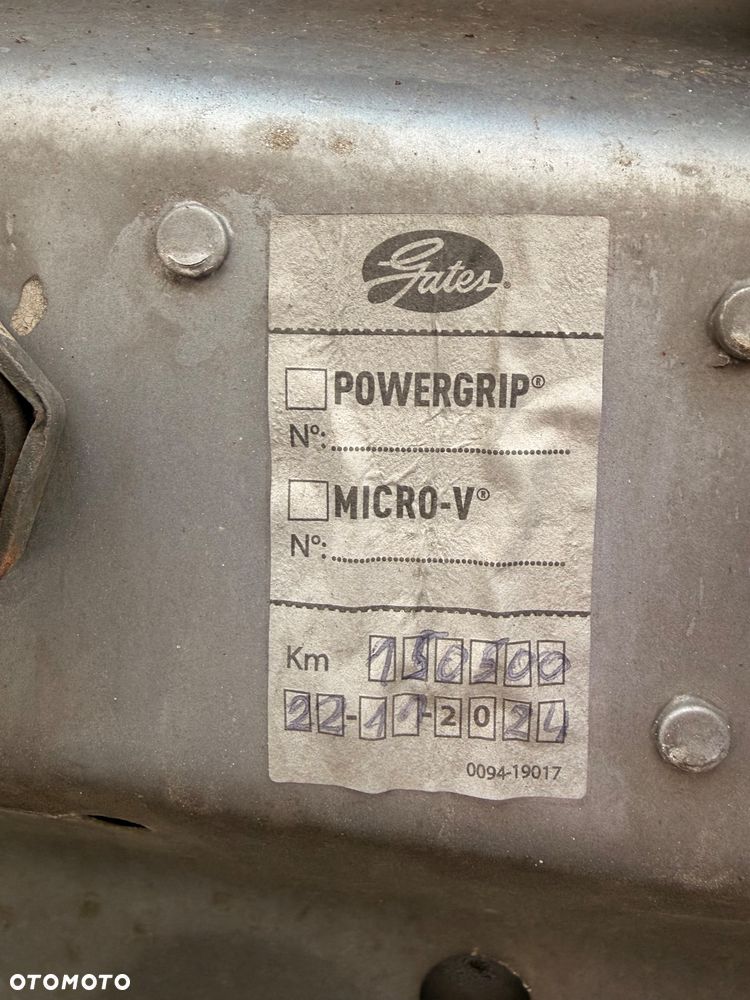 Gates®
POWERGRIP®
Nº:
MICRO-V®
Nº:
Km 150500
22-11-2024
0094-19017
OTOMOTO